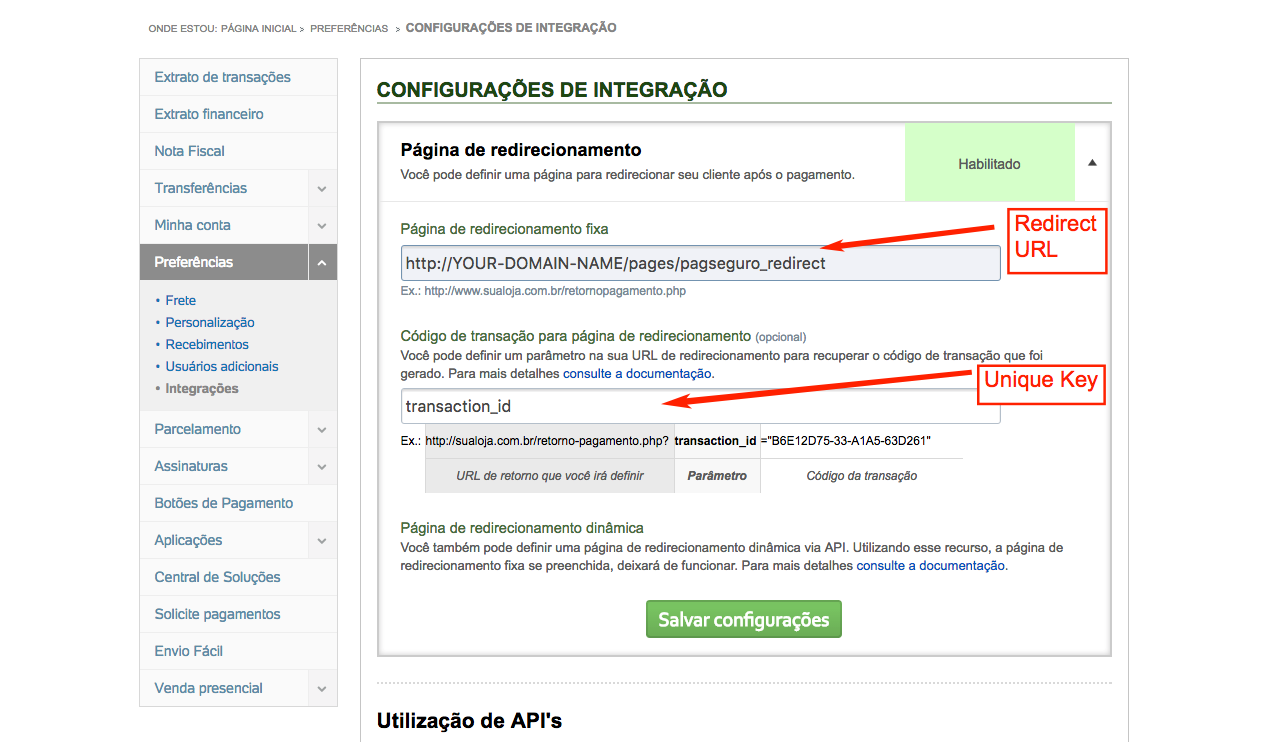 ONDE ESTOU: PÁGINA INICIAL > PREFERÊNCIAS > CONFIGURAÇÕES DE INTEGRAÇÃO
Extrato de transações
Extrato financeiro
Nota Fiscal
Transferências
Minha conta
Preferências
• Frete
• Personalização
• Recebimentos
• Usuários adicionais
• Integrações
Parcelamento
Assinaturas
Botões de Pagamento
Aplicações
Central de Soluções
Solicite pagamentos
Envio Fácil
Venda presencial
CONFIGURAÇÕES DE INTEGRAÇÃO
Página de redirecionamento
Você pode definir uma página para redirecionar seu cliente após o pagamento.
Habilitado
Página de redirecionamento fixa
Redirect
URL
http://YOUR-DOMAIN-NAME/pages/pagseguro_redirect
Ex.: http://www.sualoja.com.br/retornopagamento.php
Código de transação para página de redirecionamento (opcional)
Você pode definir um parâmetro na sua URL de redirecionamento para recuperar o código de transação que foi
gerado. Para mais detalhes consulte a documentação.
Unique Key
transaction_id
Ex.: http://sualoja.com.br/retorno-pagamento.php? transaction_id ="B6E12D75-33-A1A5-63D261"
URL de retorno que você irá definir Parâmetro Código da transação
Página de redirecionamento dinâmica
Você também pode definir uma página de redirecionamento dinâmica via API. Utilizando esse recurso, a página de
redirecionamento fixa se preenchida, deixará de funcionar. Para mais detalhes consulte a documentação.
Salvar configurações
Utilização de API's